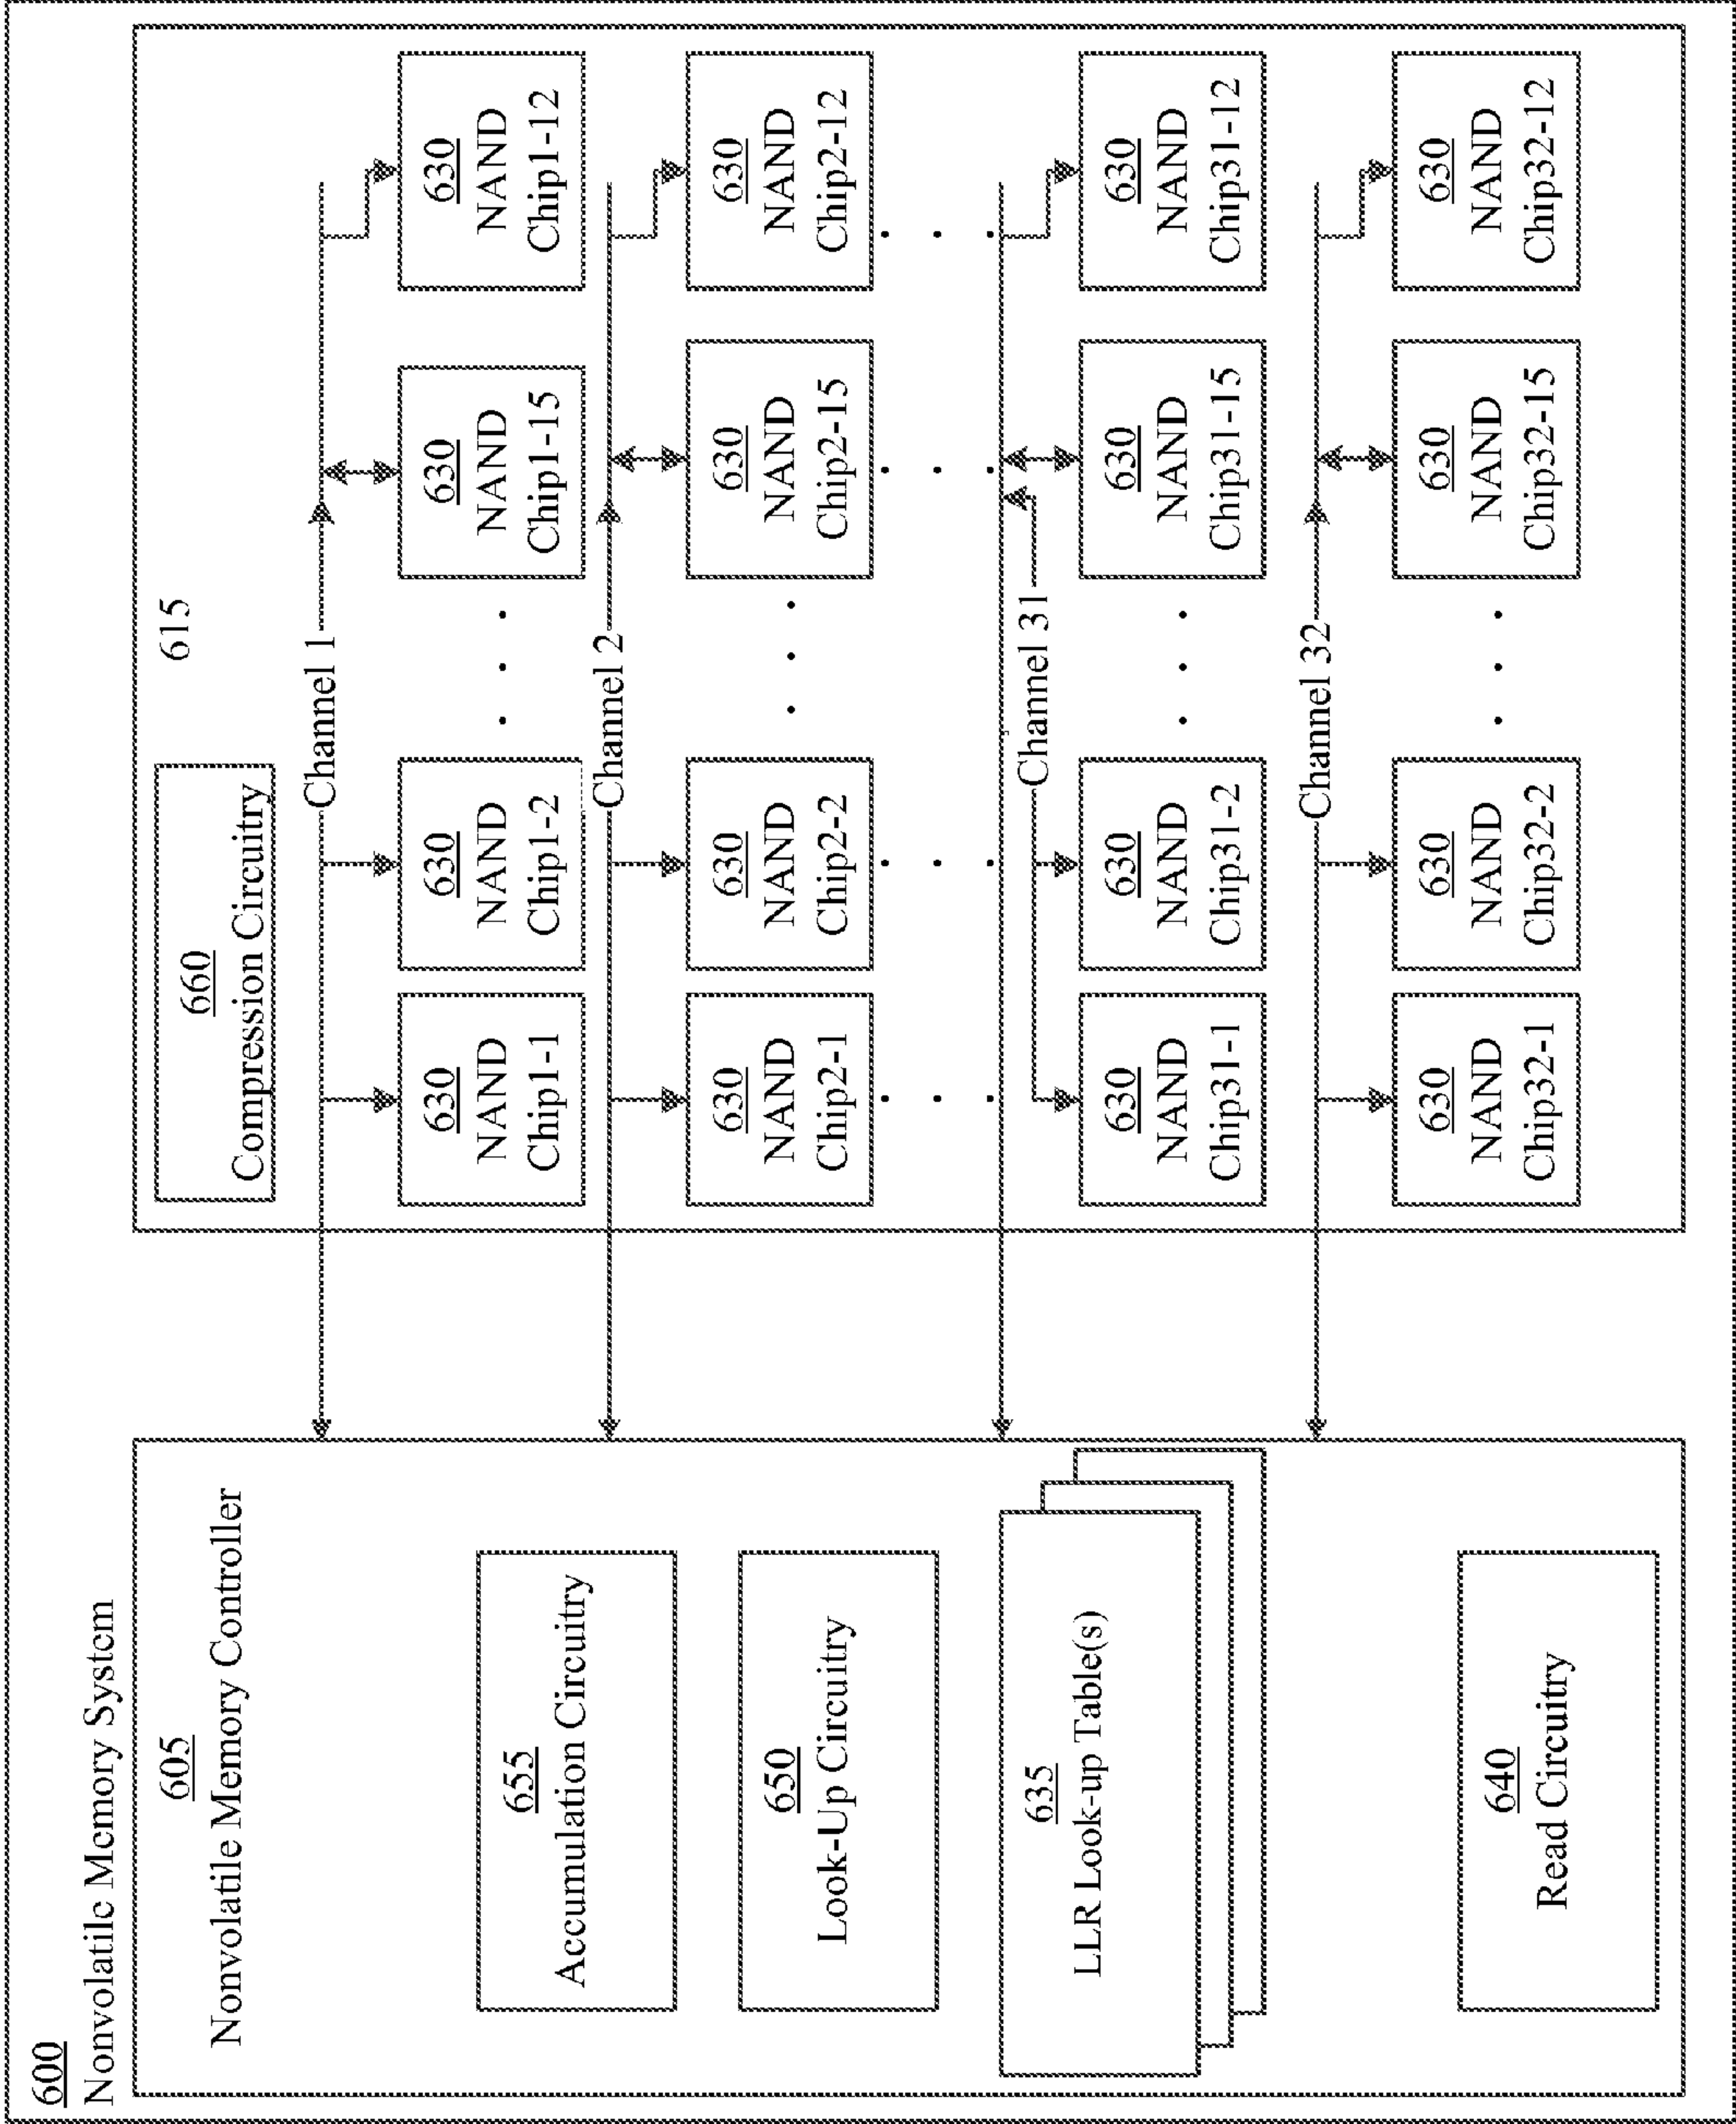 600
Nonvolatile Memory System
605
Nonvolatile Memory Controller
655
Accumulation Circuitry
650
Look-Up Circuitry
635
LLR Look-up Table(s)
640
Read Circuitry
615
660
Compression Circuitry
Channel 1
630
NAND
Chip1-1
630
NAND
Chip1-2
. . .
630
NAND
Chip1-15
630
NAND
Chip1-12
Channel 2
630
NAND
Chip2-1
630
NAND
Chip2-2
. . .
630
NAND
Chip2-15
630
NAND
Chip2-12
. . .
. . .
. . .
. . .
Channel 31
630
NAND
Chip31-1
630
NAND
Chip31-2
. . .
630
NAND
Chip31-15
630
NAND
Chip31-12
Channel 32
630
NAND
Chip32-1
630
NAND
Chip32-2
. . .
630
NAND
Chip32-15
630
NAND
Chip32-12